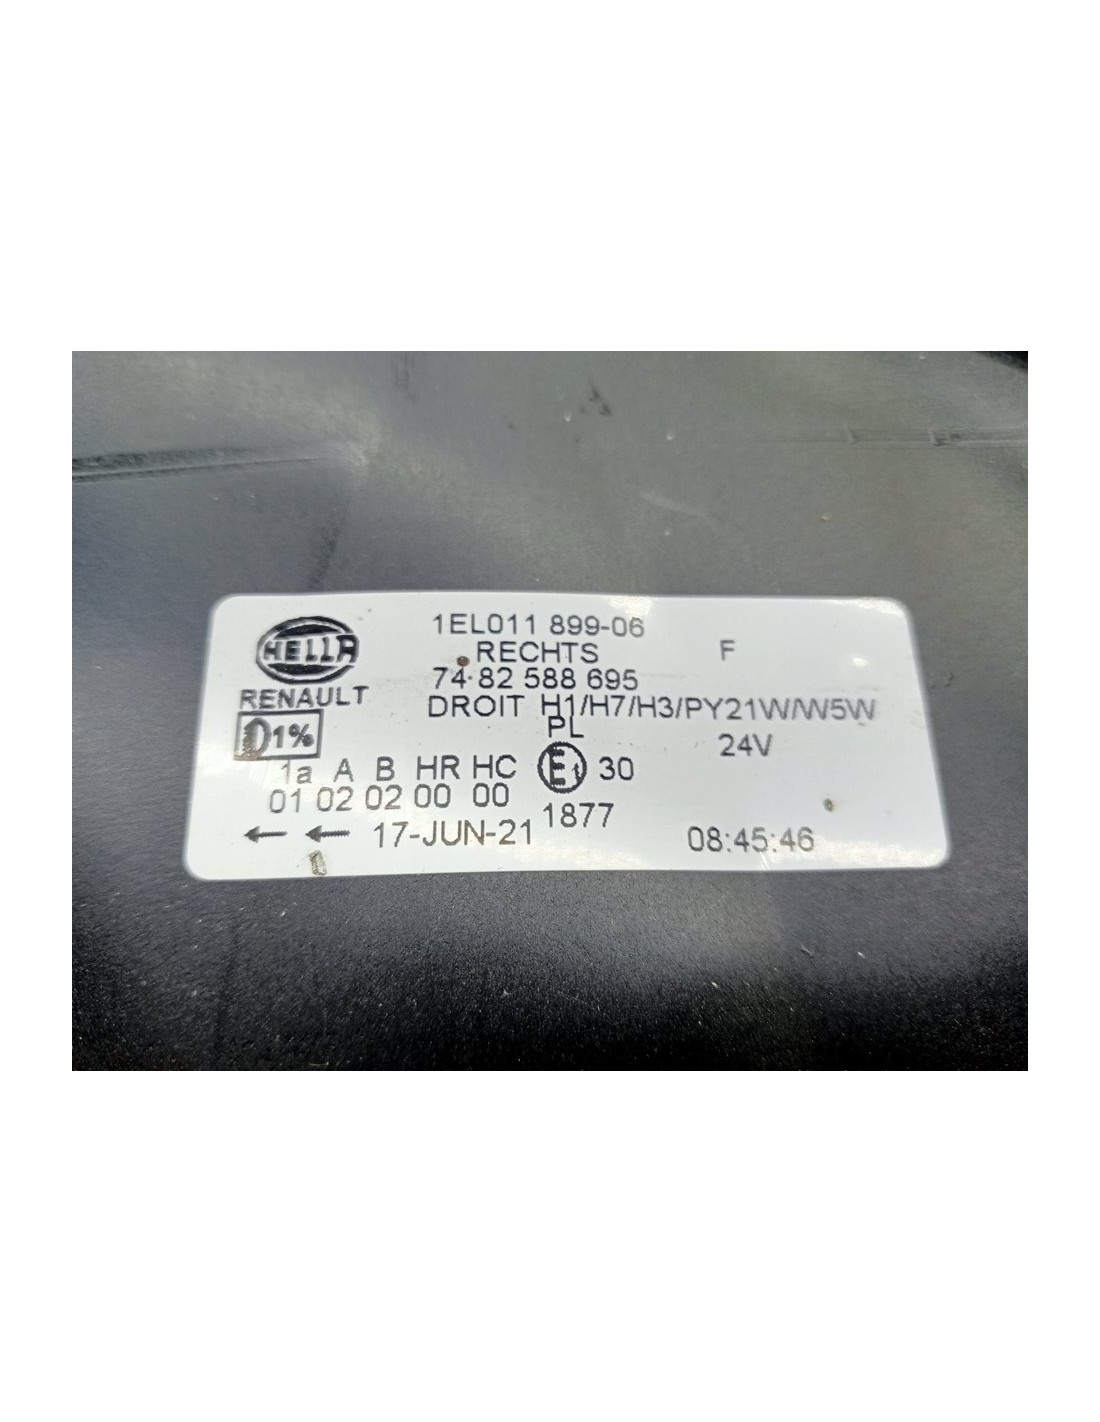 HELLA
RENAULT
1EL011 899-06
RECHTS F
74 82 588 695
DROIT H1/H7/H3/PY21W/W5W
PL
24V
1%
1a A B HR HC E1 30
01 02 02 00 00
1877
← ← 17-JUN-21 08:45:46